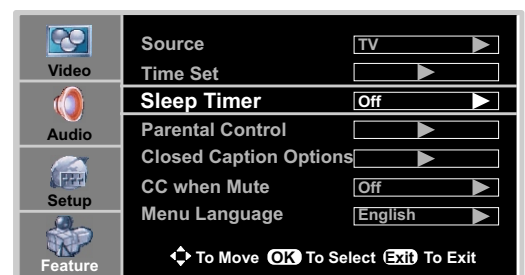 Video
Audio
Setup
Feature
Source TV
Time Set
Sleep Timer Off
Parental Control
Closed Caption Options
CC when Mute Off
Menu Language English
To Move OK To Select Exit To Exit